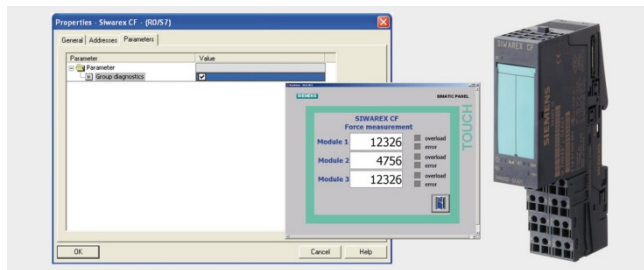 Properties - Siwarex CF - (R0/S7)
General Addresses Parameters
Parameter Value
Parameter
Group diagnostics
SIEMENS SIMATIC PANEL
TOUCH
SIWAREX CF
Force measurement
Module 1 12326 overload
error
Module 2 4756 overload
error
Module 3 12326 overload
error
OK Cancel Help
SIWAREX CF
SIEMENS